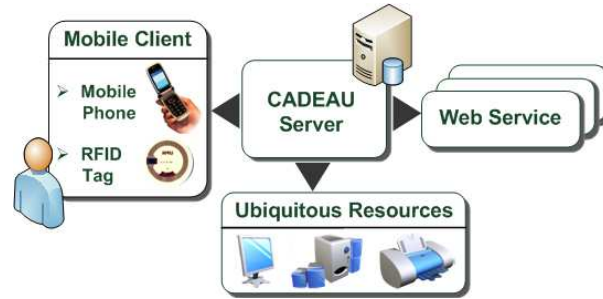 Mobile Client
Mobile
Phone
RFID
Tag
CADEAU
Server
Web Service
Ubiquitous Resources